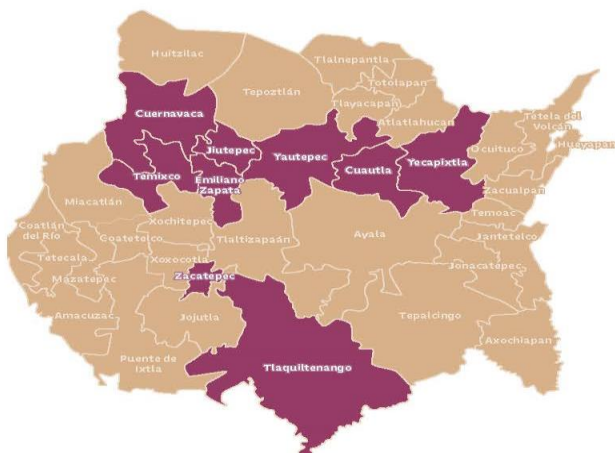 Huitzilac
Tepoztlán
Tlalnepantla
Totolapan
Tlayacapan
Atlatlahucan
Cuernavaca
Jiutepec
Yautepec
Cuautla
Yecapixtla
Ocuituco
Tetela del
Volcán
Hueyapan
Temixco
Emiliano
Zapata
Zacualpan
Temoac
Miacatlán
Xochitepec
Coatlán
del Río
Coatetelco
Tlaltizapaán
Ayala
Jantetelco
Tetecala
Xoxocotla
Jonacatepec
Mazatepec
Zacatepec
Amacuzac
Jojutla
Tepalcingo
Axochiapan
Puente de
Ixtla
Tlaquiltenango